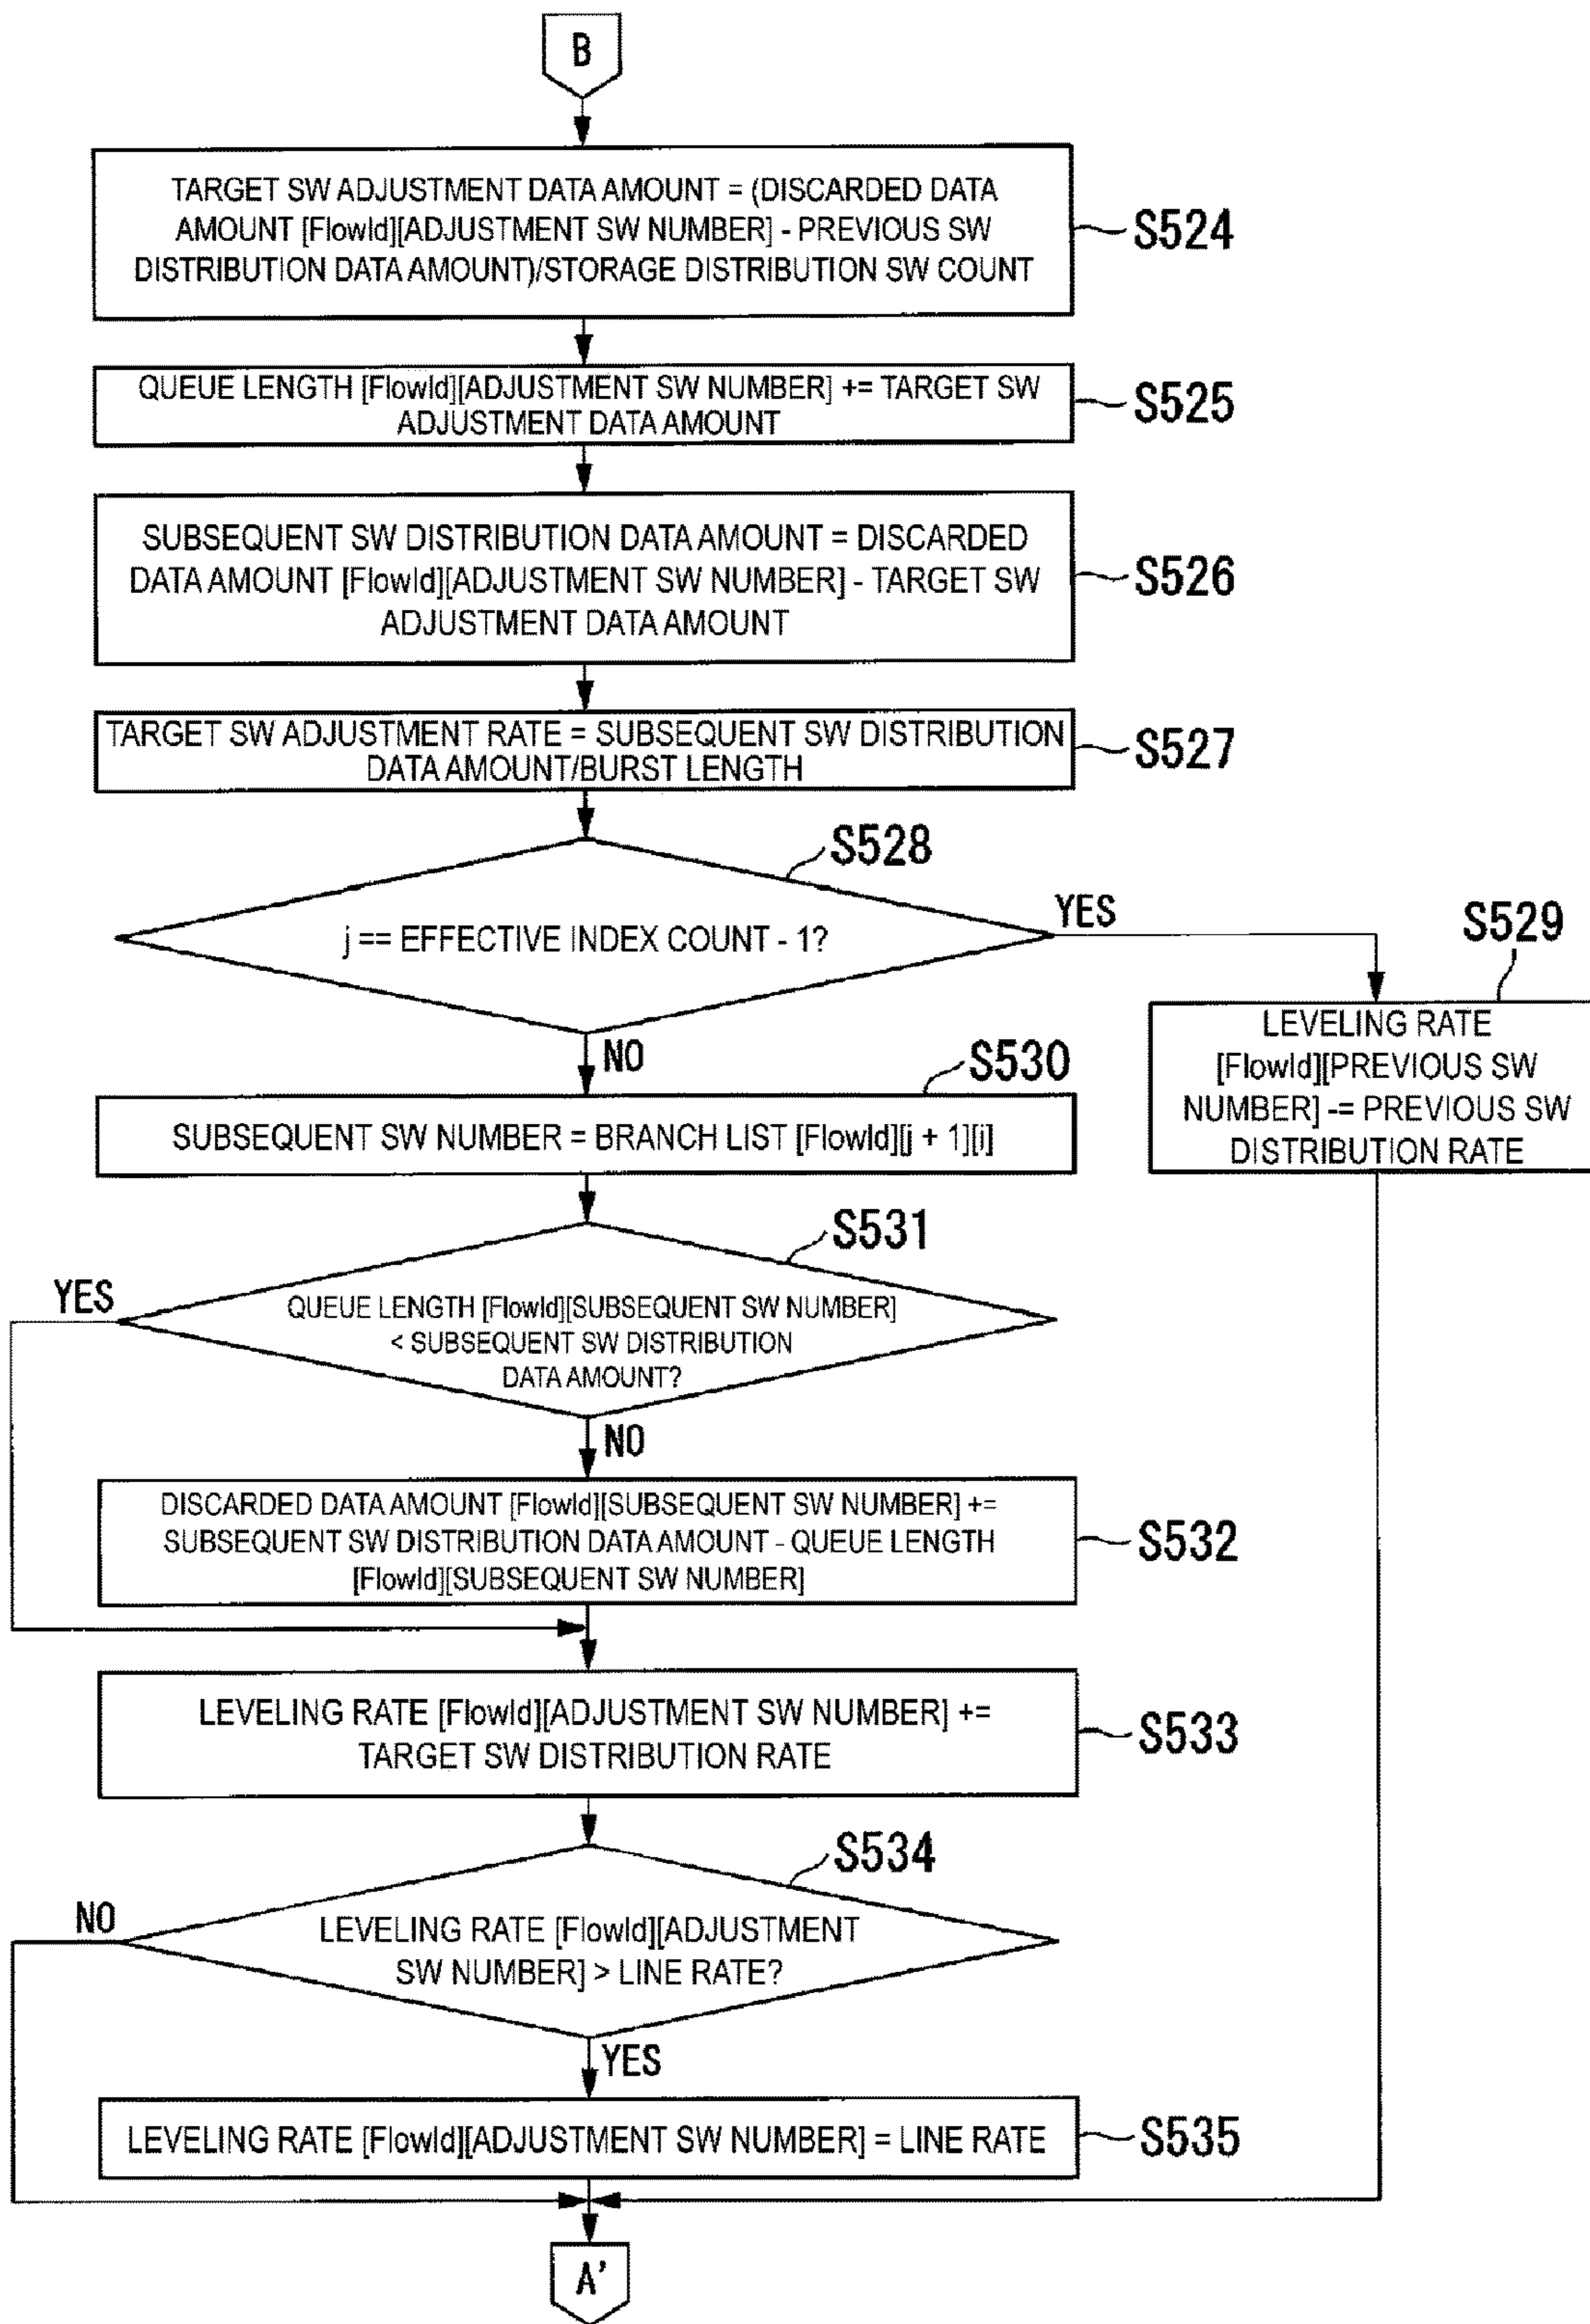 B
TARGET SW ADJUSTMENT DATA AMOUNT = (DISCARDED DATA
AMOUNT [FlowId][ADJUSTMENT SW NUMBER] - PREVIOUS SW
DISTRIBUTION DATA AMOUNT)/STORAGE DISTRIBUTION SW COUNT
S524
QUEUE LENGTH [FlowId][ADJUSTMENT SW NUMBER] += TARGET SW
ADJUSTMENT DATA AMOUNT
S525
SUBSEQUENT SW DISTRIBUTION DATA AMOUNT = DISCARDED
DATA AMOUNT [FlowId][ADJUSTMENT SW NUMBER] - TARGET SW
ADJUSTMENT DATA AMOUNT
S526
TARGET SW ADJUSTMENT RATE = SUBSEQUENT SW DISTRIBUTION
DATA AMOUNT/BURST LENGTH
S527
S528
j == EFFECTIVE INDEX COUNT - 1?
YES
S529
LEVELING RATE
[FlowId][PREVIOUS SW
NUMBER] -= PREVIOUS SW
DISTRIBUTION RATE
NO
S530
SUBSEQUENT SW NUMBER = BRANCH LIST [FlowId][j + 1][i]
S531
YES
QUEUE LENGTH [FlowId][SUBSEQUENT SW NUMBER]
< SUBSEQUENT SW DISTRIBUTION
DATA AMOUNT?
NO
DISCARDED DATA AMOUNT [FlowId][SUBSEQUENT SW NUMBER] +=
SUBSEQUENT SW DISTRIBUTION DATA AMOUNT - QUEUE LENGTH
[FlowId][SUBSEQUENT SW NUMBER]
S532
LEVELING RATE [FlowId][ADJUSTMENT SW NUMBER] +=
TARGET SW DISTRIBUTION RATE
S533
S534
NO
LEVELING RATE [FlowId][ADJUSTMENT
SW NUMBER] > LINE RATE?
YES
LEVELING RATE [FlowId][ADJUSTMENT SW NUMBER] = LINE RATE
S535
A'